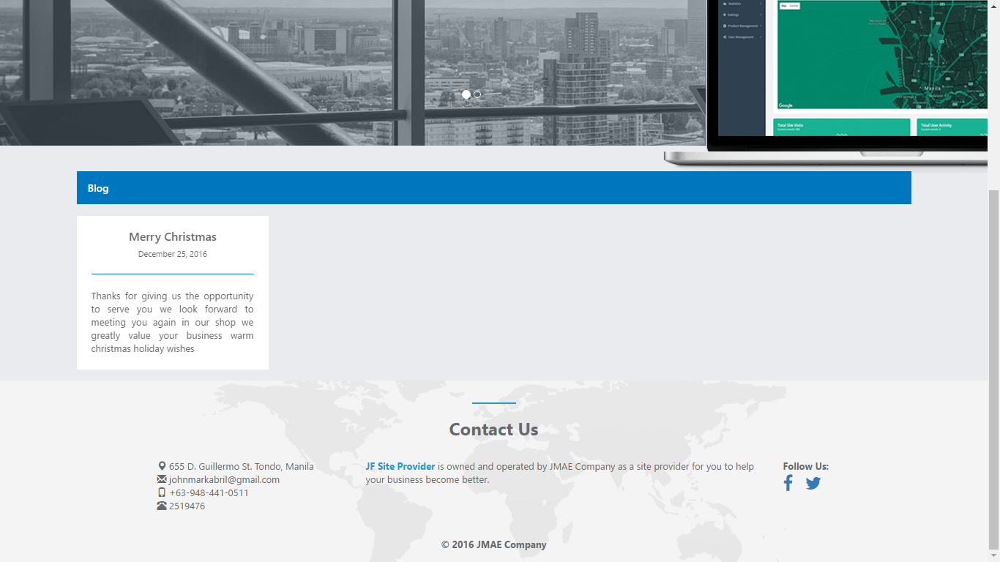 Statistics
Settings
Product Management
User Management
Map
Manila
Google
Total Site Visits
Total User Activity
Blog
Merry Christmas
December 25, 2016
Thanks for giving us the opportunity
to serve you we look forward to
meeting you again in our shop we
greatly value your business warm
christmas holiday wishes
Contact Us
655 D. Guillermo St. Tondo, Manila
johnmarkabril@gmail.com
+63-948-441-0511
2519476
JF Site Provider is owned and operated by JMAE Company as a site provider for you to help
your business become better.
Follow Us:
© 2016 JMAE Company